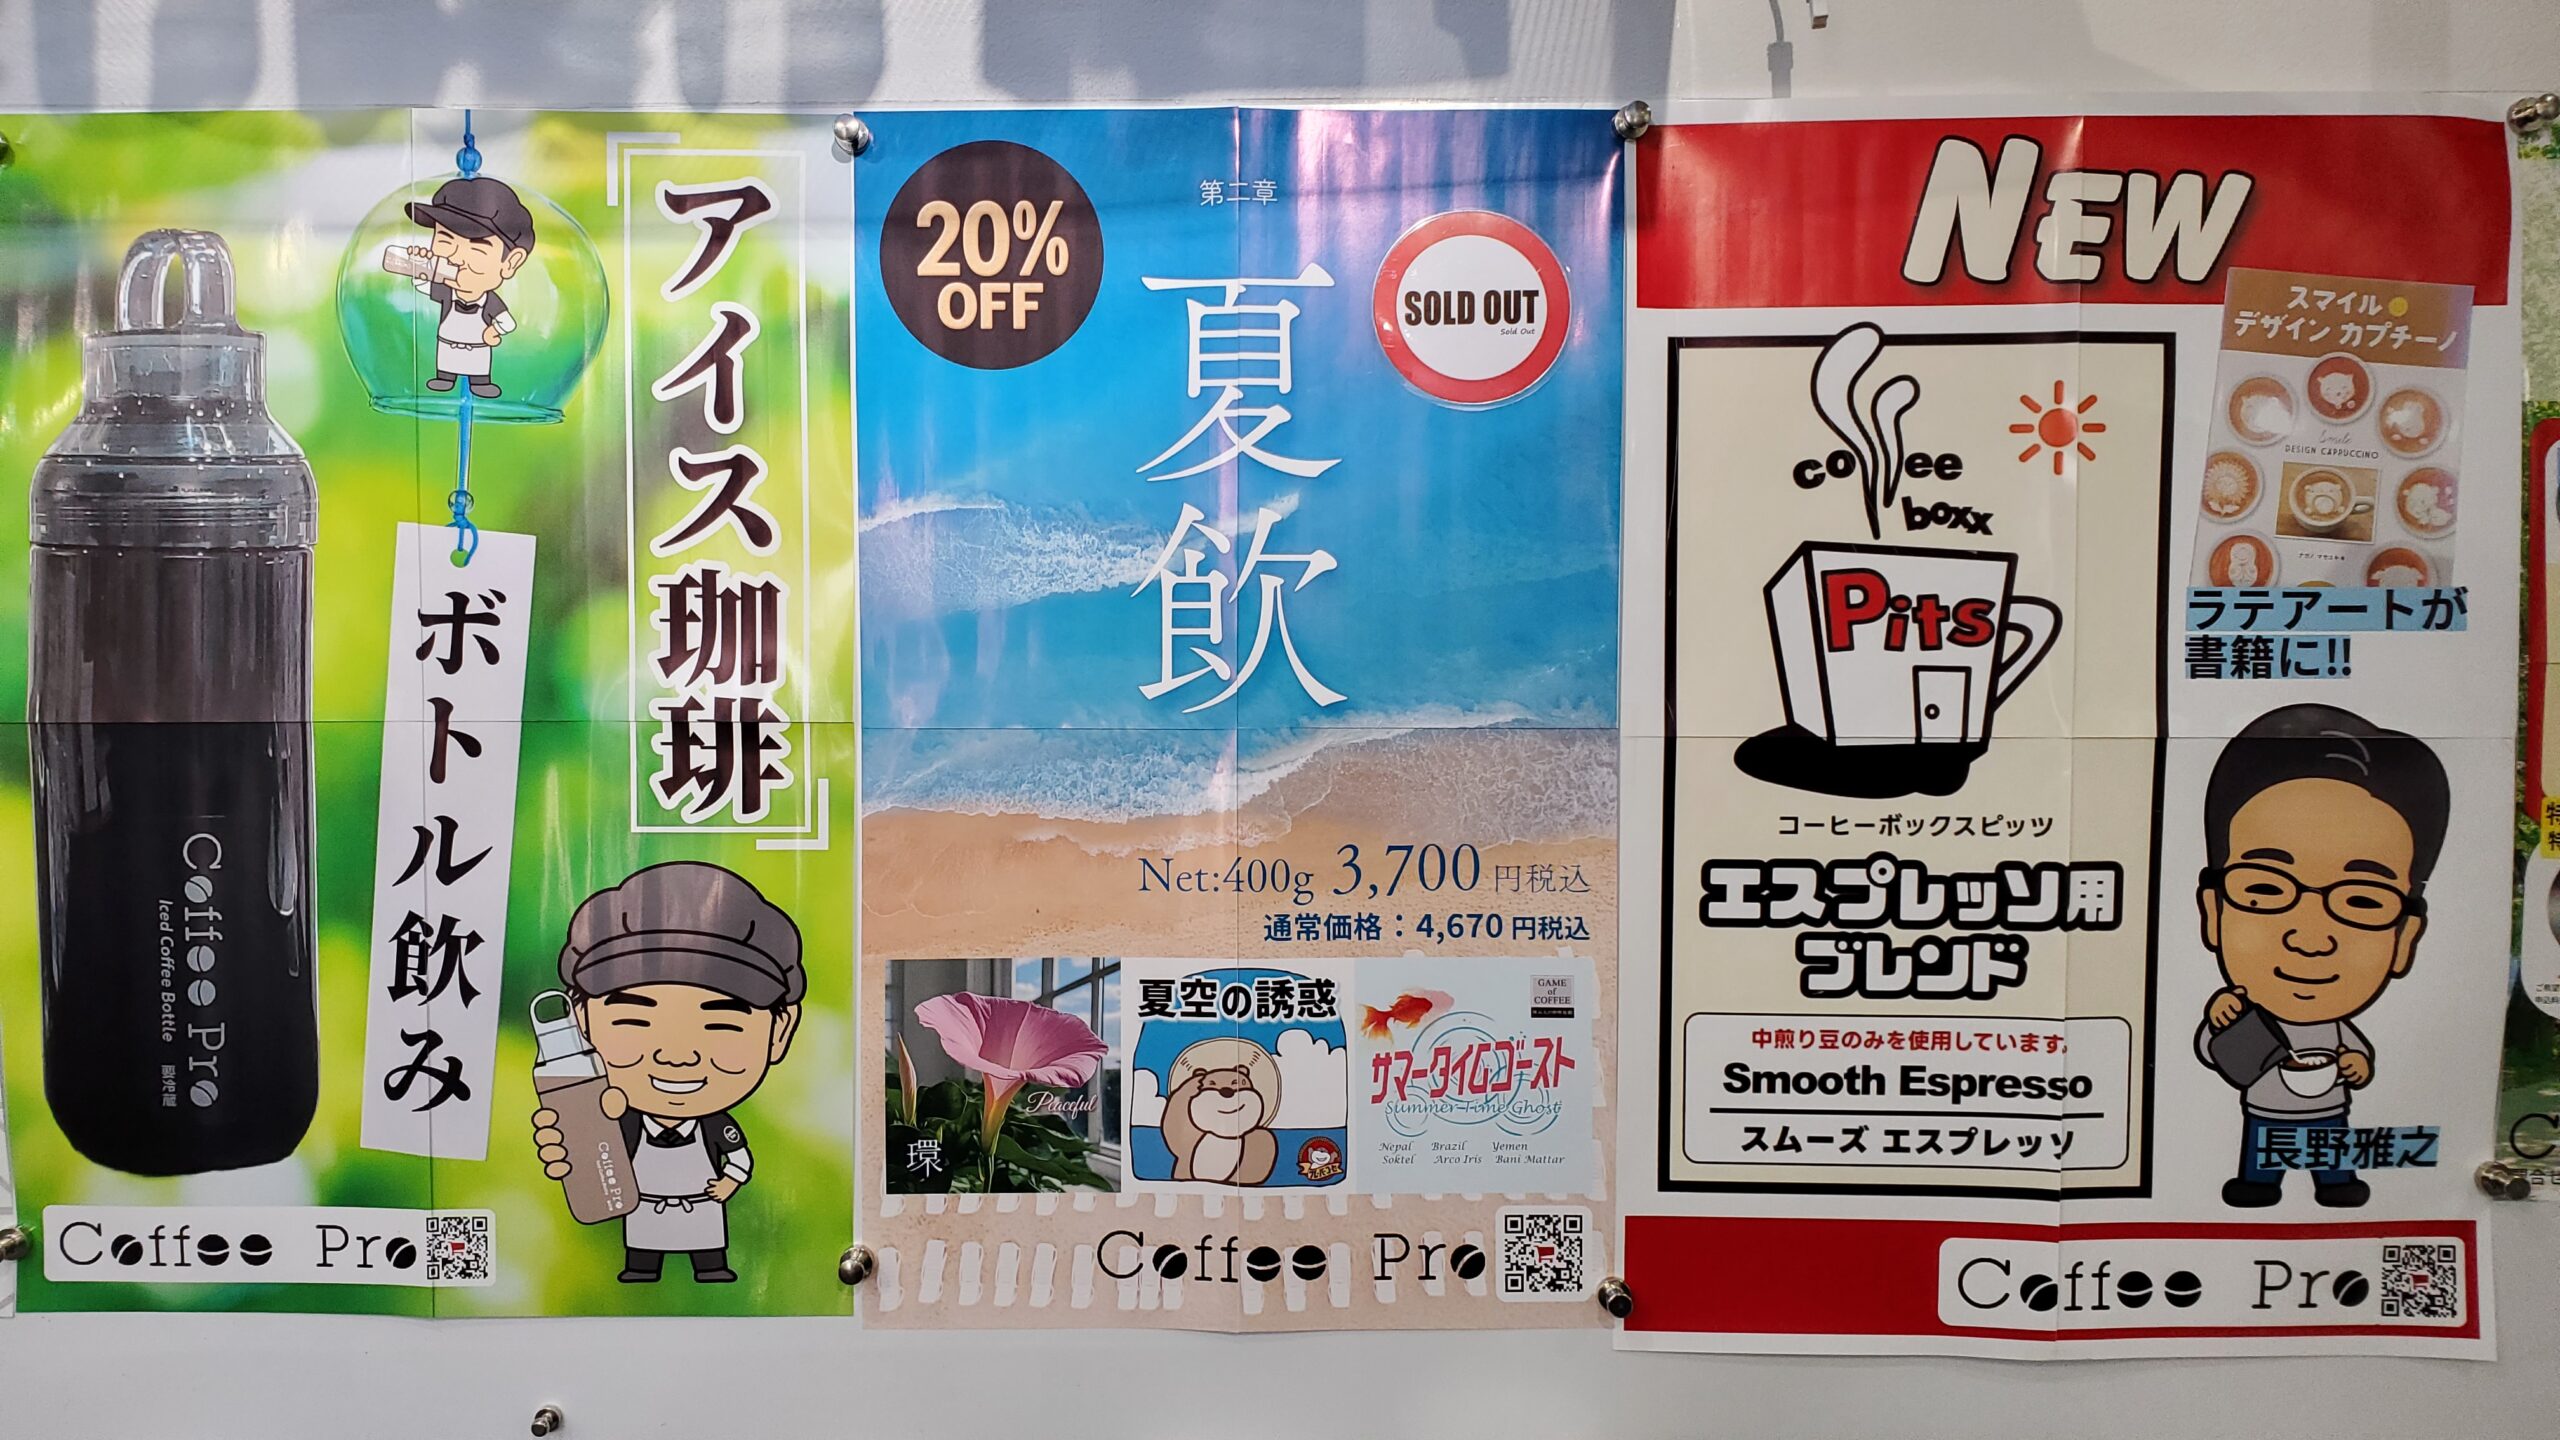 「アイス珈琲」
ボトル飲み
Coffee Pro
Iced Coffee Bottle
Coffee Pro
Coffee Pro
20%
OFF
第二章
夏飲
SOLD OUT
Sold Out
Net:400g 3,700 円税込
通常価格：4,670 円税込
Peaceful
環
夏空の誘惑
GAME
of
COFFEE
サマータイムゴースト
Summer Time Ghost
Nepal Brazil Yemen
Soktel Arco Iris Bani Mattar
Coffee Pro
NEW
coffee
boxx
Pits
コーヒーボックスピッツ
エスプレッソ用
ブレンド
中煎り豆のみを使用しています。
Smooth Espresso
スムーズ エスプレッソ
スマイル
デザイン カプチーノ
Smile
DESIGN CAPPUCCINO
ラテアートが
書籍に!!
長野雅之
Coffee Pro